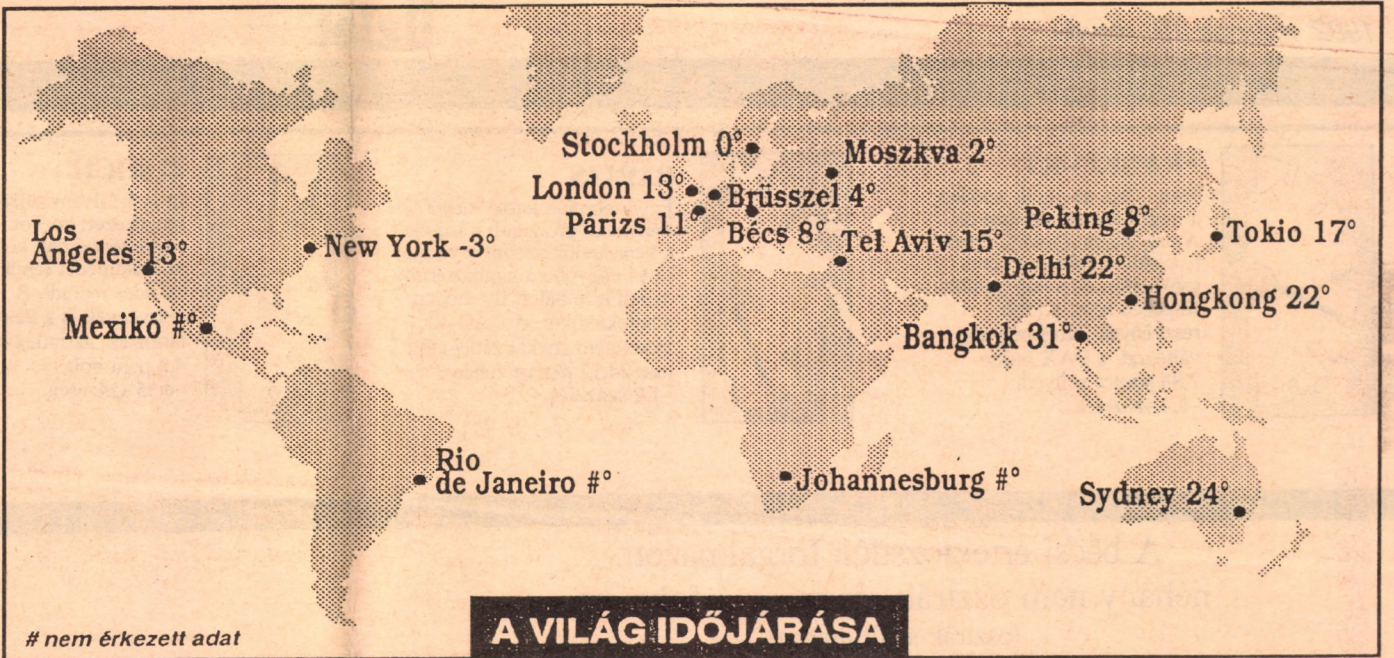 Stockholm 0°
Moszkva 2°
London 13°
Brüsszel 4°
Párizs 11°
Bécs 8°
Los
Angeles 13°
New York -3°
Tel Aviv 15°
Peking 8°
Tokio 17°
Delhi 22°
Hongkong 22°
Mexikó #°
Bangkok 31°
Rio
de Janeiro #°
Johannesburg #°
Sydney 24°
# nem érkezett adat
A VILÁG IDŐJÁRÁSA